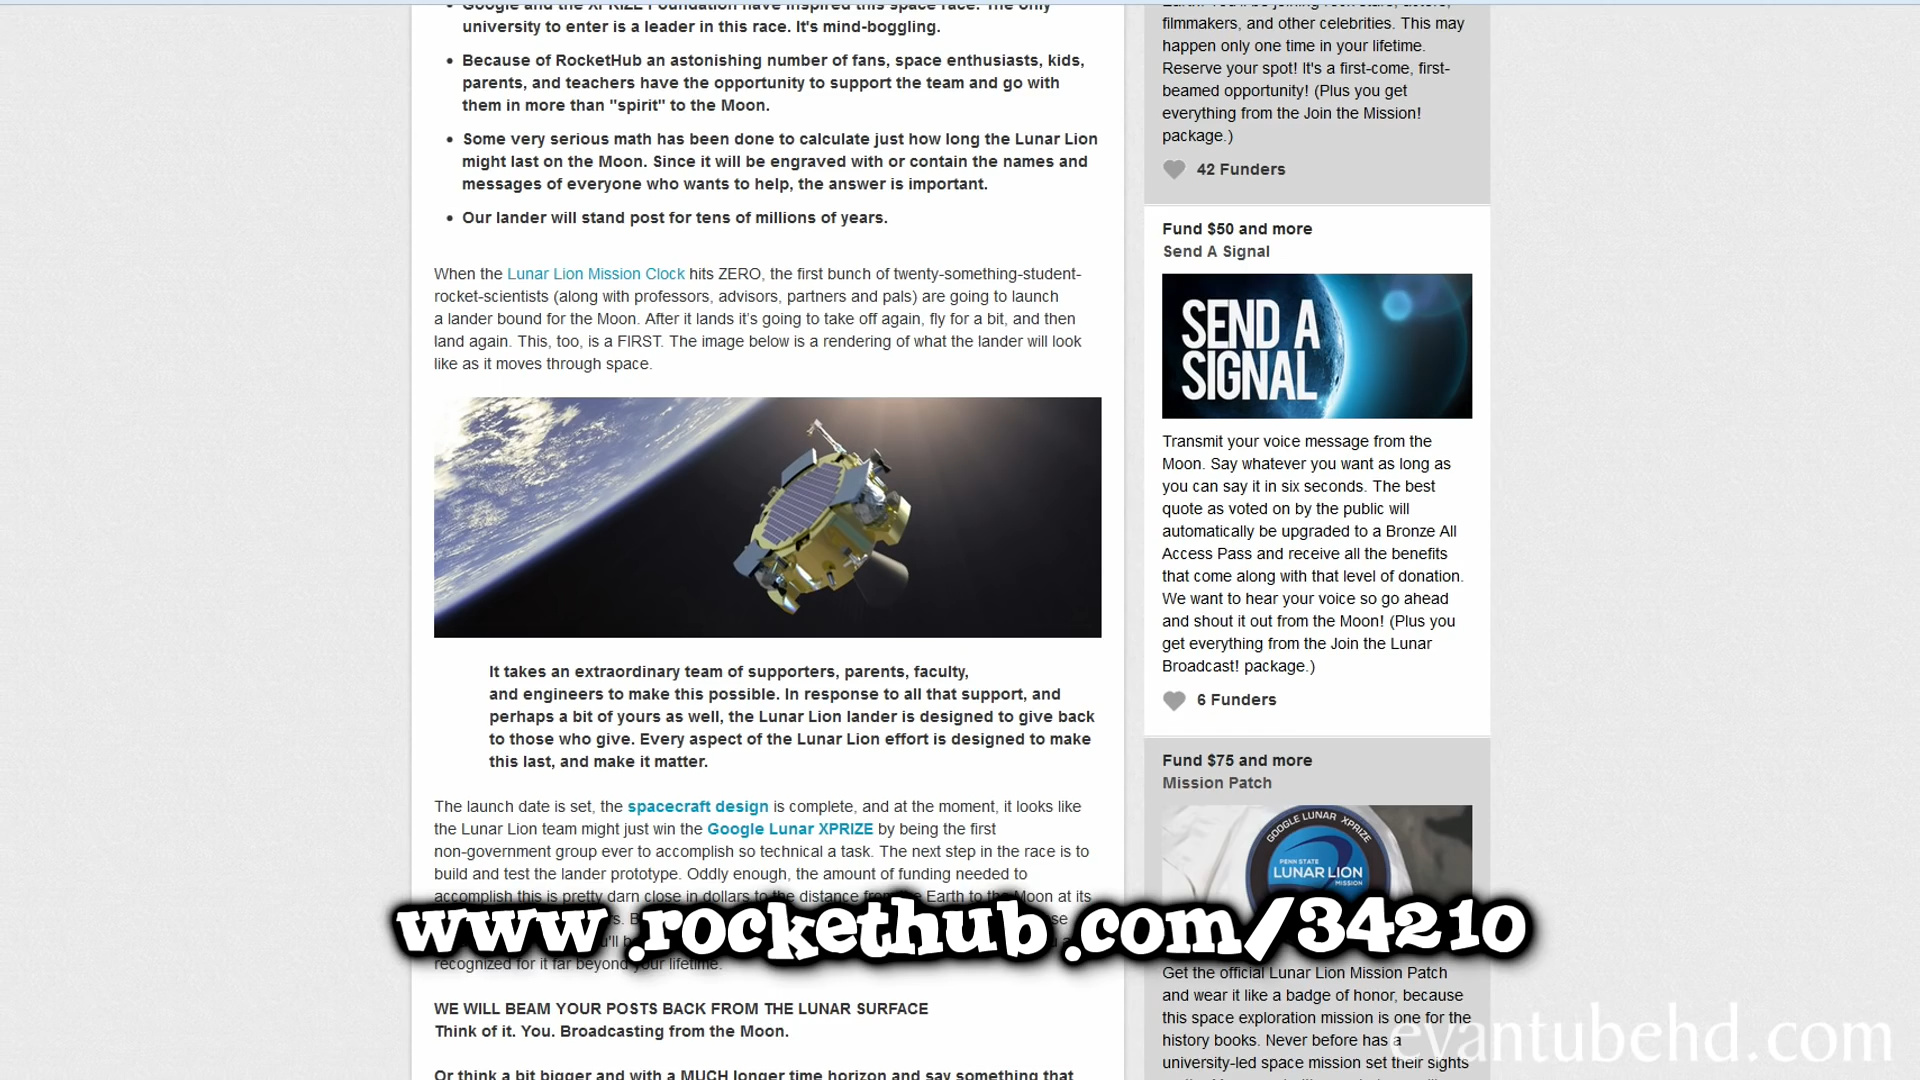 Google and the XPRIZE Foundation have inspired this space race. The only
university to enter is a leader in this race. It's mind-boggling.
Because of RocketHub an astonishing number of fans, space enthusiasts, kids,
parents, and teachers have the opportunity to support the team and go with
them in more than "spirit" to the Moon.
Some very serious math has been done to calculate just how long the Lunar Lion
might last on the Moon. Since it will be engraved with or contain the names and
messages of everyone who wants to help, the answer is important.
Our lander will stand post for tens of millions of years.
When the Lunar Lion Mission Clock hits ZERO, the first bunch of twenty-something-student-
rocket-scientists (along with professors, advisors, partners and pals) are going to launch
a lander bound for the Moon. After it lands it's going to take off again, fly for a bit, and then
land again. This, too, is a FIRST. The image below is a rendering of what the lander will look
like as it moves through space.
It takes an extraordinary team of supporters, parents, faculty,
and engineers to make this possible. In response to all that support, and
perhaps a bit of yours as well, the Lunar Lion lander is designed to give back
to those who give. Every aspect of the Lunar Lion effort is designed to make
this last, and make it matter.
The launch date is set, the spacecraft design is complete, and at the moment, it looks like
the Lunar Lion team might just win the Google Lunar XPRIZE by being the first
non-government group ever to accomplish so technical a task. The next step in the race is to
build and test the lander prototype. Oddly enough, the amount of funding needed to
accomplish this is pretty darn close in dollars to the distance from the Earth to the Moon at its
recognized for it far beyond your lifetime.
WE WILL BEAM YOUR POSTS BACK FROM THE LUNAR SURFACE
Think of it. You. Broadcasting from the Moon.
Or think a bit bigger and with a MUCH longer time horizon and say something that
filmmakers, and other celebrities. This may
happen only one time in your lifetime.
Reserve your spot! It's a first-come, first-
beamed opportunity! (Plus you get
everything from the Join the Mission!
package.)
42 Funders
Fund $50 and more
Send A Signal
SEND A
SIGNAL
Transmit your voice message from the
Moon. Say whatever you want as long as
you can say it in six seconds. The best
quote as voted on by the public will
automatically be upgraded to a Bronze All
Access Pass and receive all the benefits
that come along with that level of donation.
We want to hear your voice so go ahead
and shout it out from the Moon! (Plus you
get everything from the Join the Lunar
Broadcast! package.)
6 Funders
Fund $75 and more
Mission Patch
GOOGLE LUNAR XPRIZE
PENN STATE
LUNAR LION
MISSION
Get the official Lunar Lion Mission Patch
and wear it like a badge of honor, because
this space exploration mission is one for the
history books. Never before has a
university-led space mission set their sights
www.rockethub.com/34210
evantubehd.com